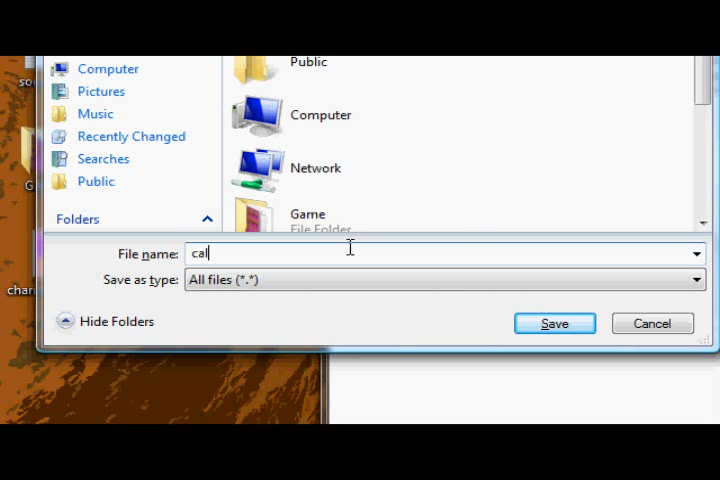 Public
Computer
Computer
Pictures
Music
Network
Recently Changed
Searches
Public
Game
File Folder
Folders
File name: cal
Save as type: All files (*.*)
Hide Folders
Save
Cancel